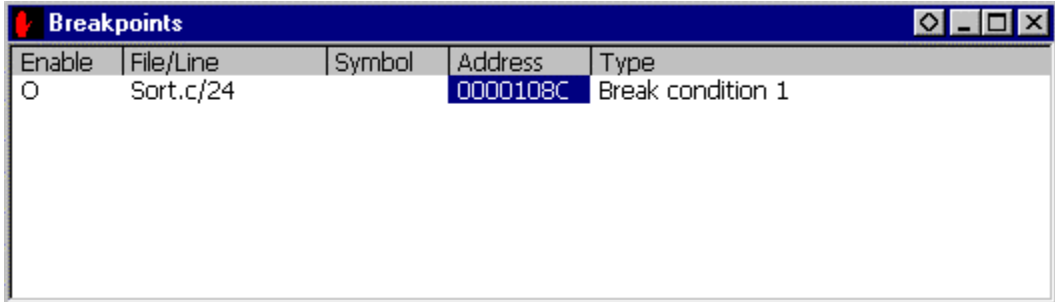 Breakpoints
Enable File/Line Symbol Address Type
O Sort.c/24 0000108C Break condition 1